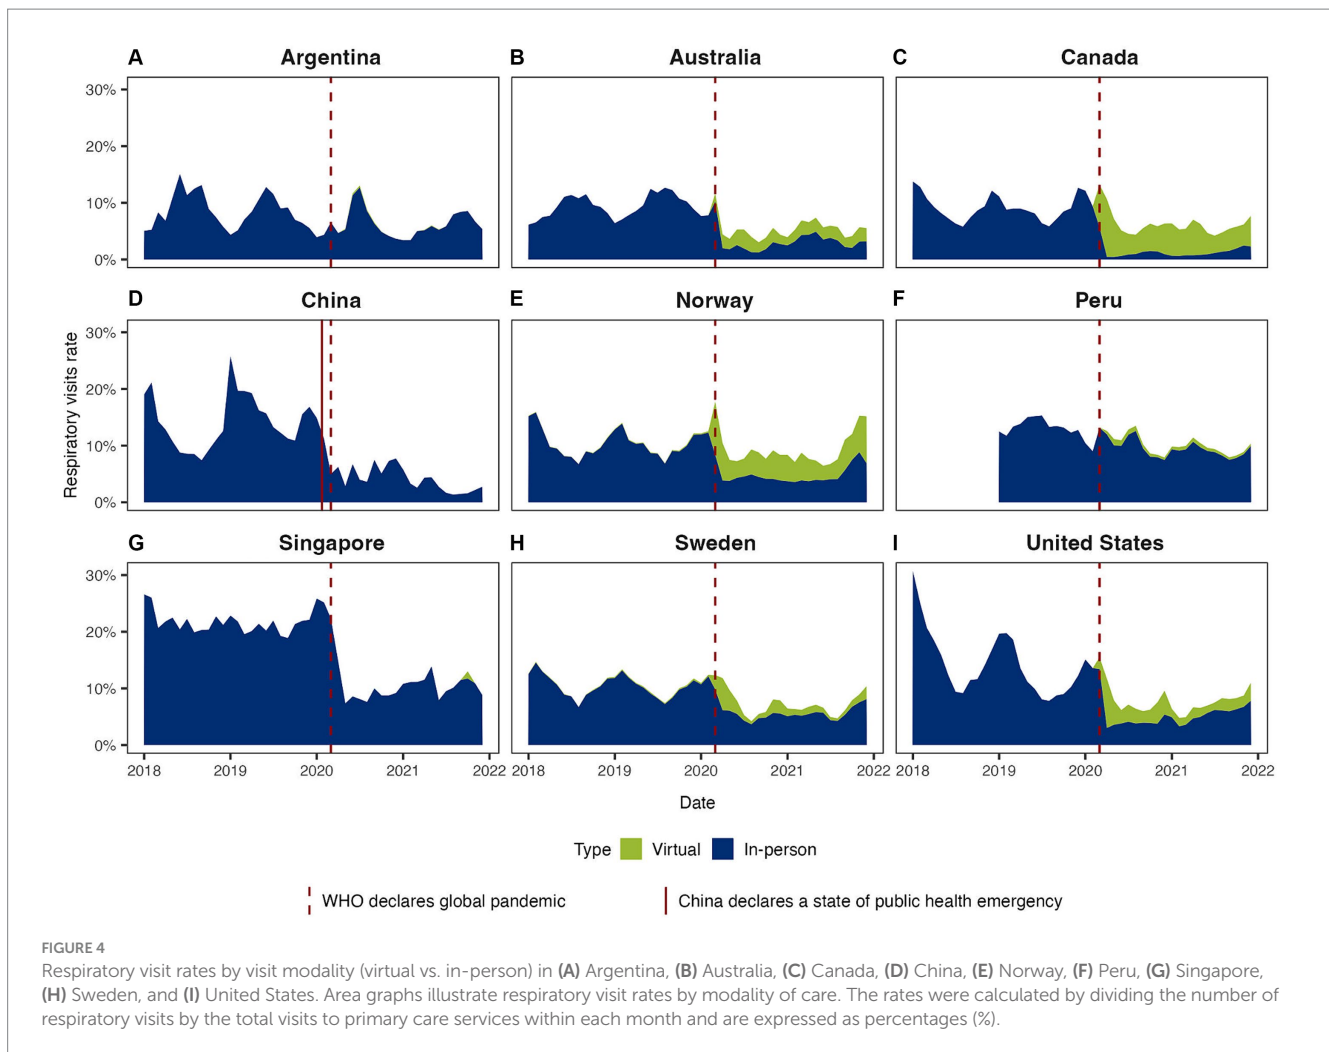 A Argentina B Australia C Canada
30%
20%
10%
0%
D China E Norway F Peru
30%
20%
10%
0%
G Singapore H Sweden I United States
30%
20%
10%
0%
Respiratory visits rate
2018 2019 2020 2021 2022 2018 2019 2020 2021 2022 2018 2019 2020 2021 2022
Date
Type Virtual In-person
WHO declares global pandemic China declares a state of public health emergency
FIGURE 4
Respiratory visit rates by visit modality (virtual vs. in-person) in (A) Argentina, (B) Australia, (C) Canada, (D) China, (E) Norway, (F) Peru, (G) Singapore,
(H) Sweden, and (I) United States. Area graphs illustrate respiratory visit rates by modality of care. The rates were calculated by dividing the number of
respiratory visits by the total visits to primary care services within each month and are expressed as percentages (%).